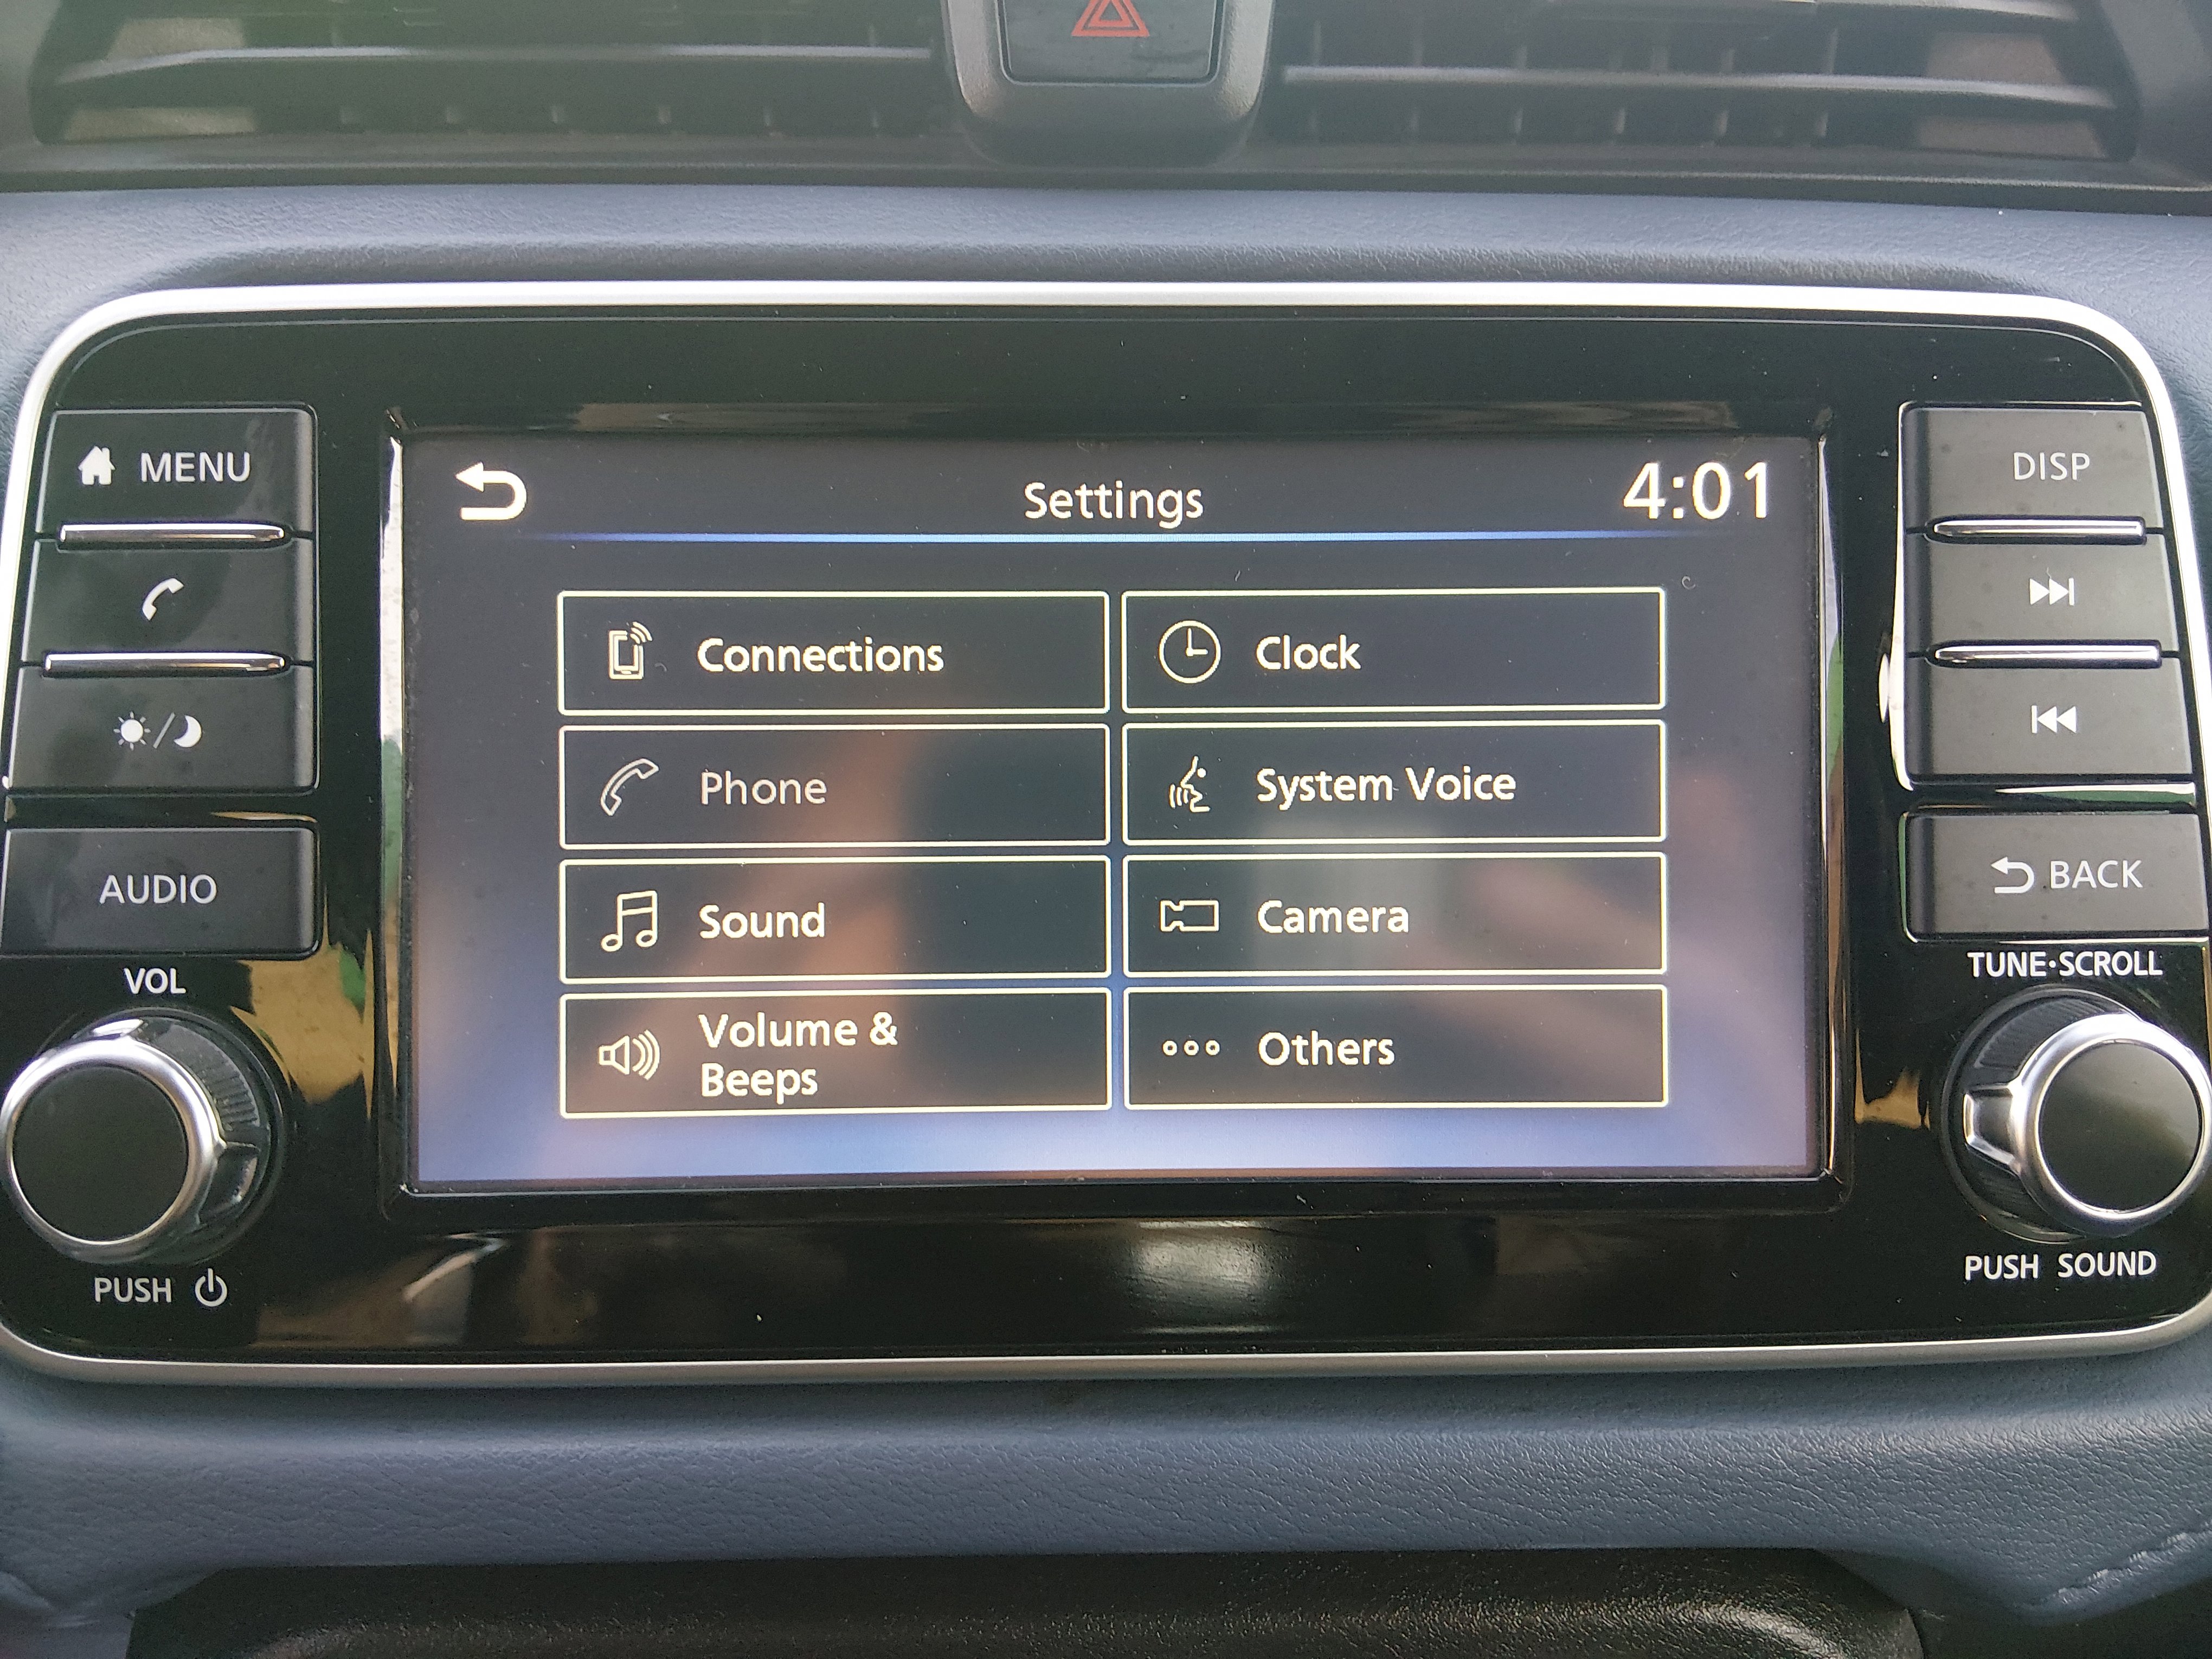 MENU
AUDIO
VOL
PUSH
Settings
4:01
Connections
Clock
Phone
System Voice
Sound
Camera
Volume &
Beeps
Others
DISP
BACK
TUNE·SCROLL
PUSH SOUND